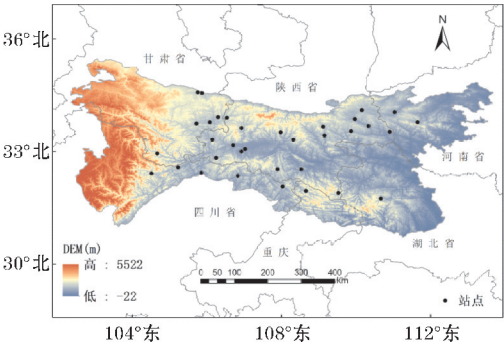 36°北
33°北
30°北
甘肃省
陕西省
N
河南省
四川省
重庆
湖北省
DEM(m)
高 : 5522
低 : -22
0 50 100 200 300 400
km
站点
104°东 108°东 112°东